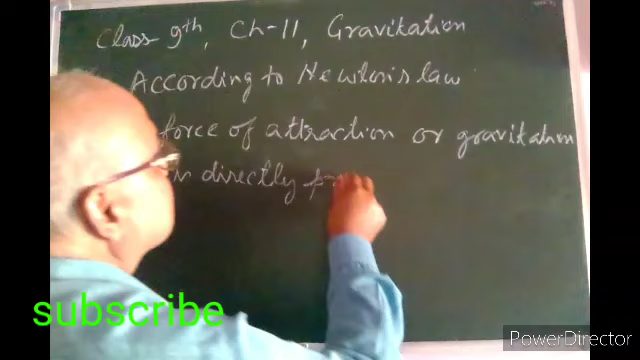 Class 9th, Ch-11, Gravitation
According to Newton's law
force of attraction or gravitation
directly
subscribe
PowerDirector